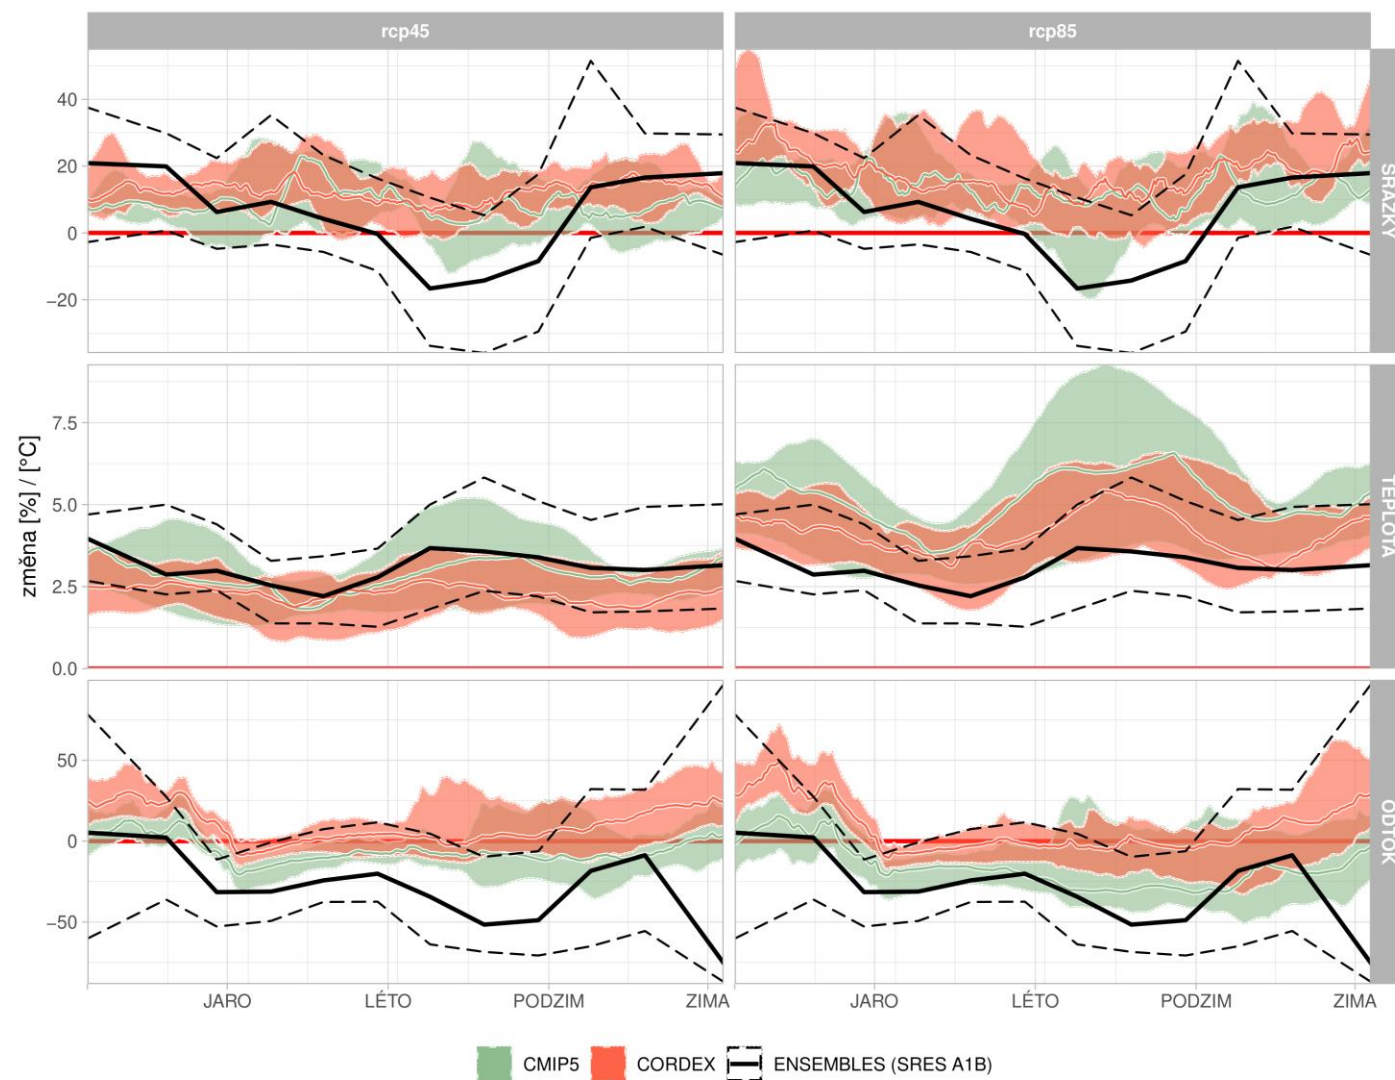 rcp45
rcp85
40
20
0
−20
SRÁŽKY
7.5
5.0
2.5
0.0
TEPLOTA
změna [%] / [°C]
50
0
−50
ODTOK
JARO LÉTO PODZIM ZIMA
JARO LÉTO PODZIM ZIMA
CMIP5 CORDEX ENSEMBLES (SRES A1B)